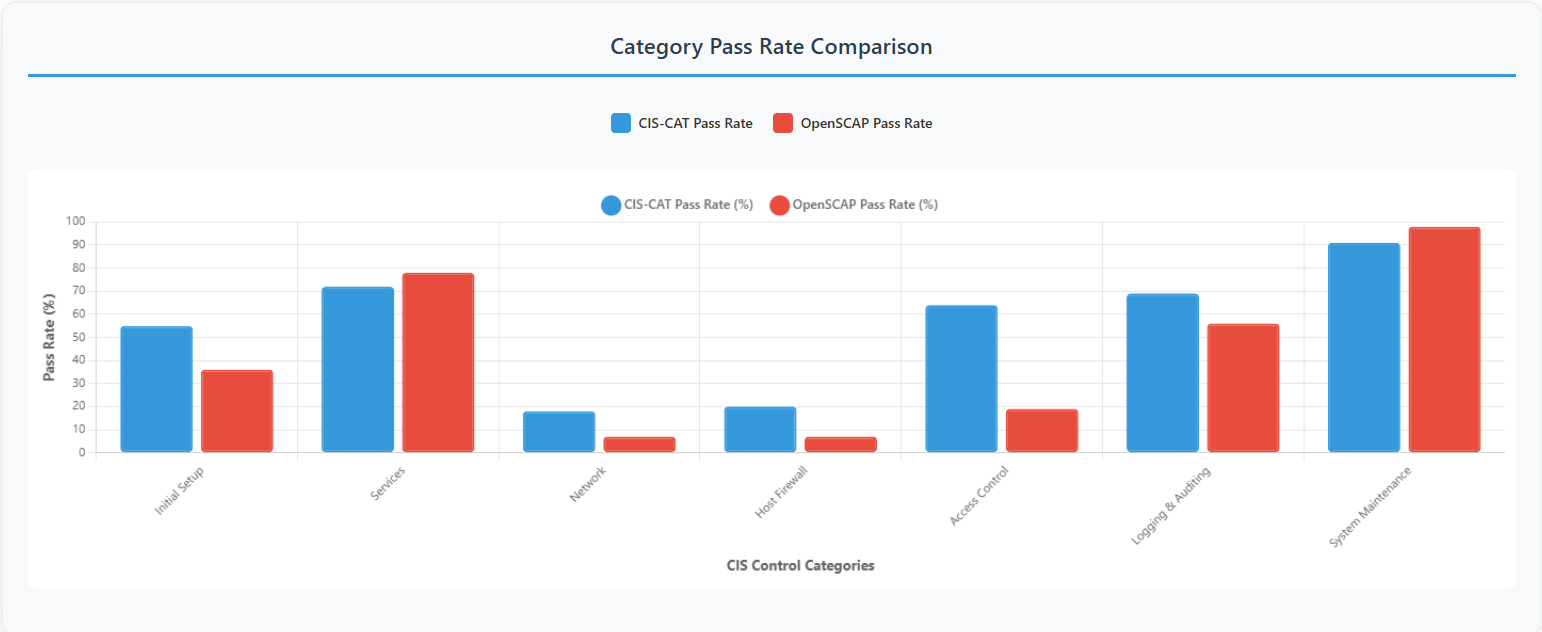 Category Pass Rate Comparison
CIS-CAT Pass Rate OpenSCAP Pass Rate
CIS-CAT Pass Rate (%) OpenSCAP Pass Rate (%)
100
90
80
70
60
50
40
30
20
10
0
Pass Rate (%)
Initial Setup
Services
Network
Host Firewall
Access Control
Logging & Auditing
System Maintenance
CIS Control Categories